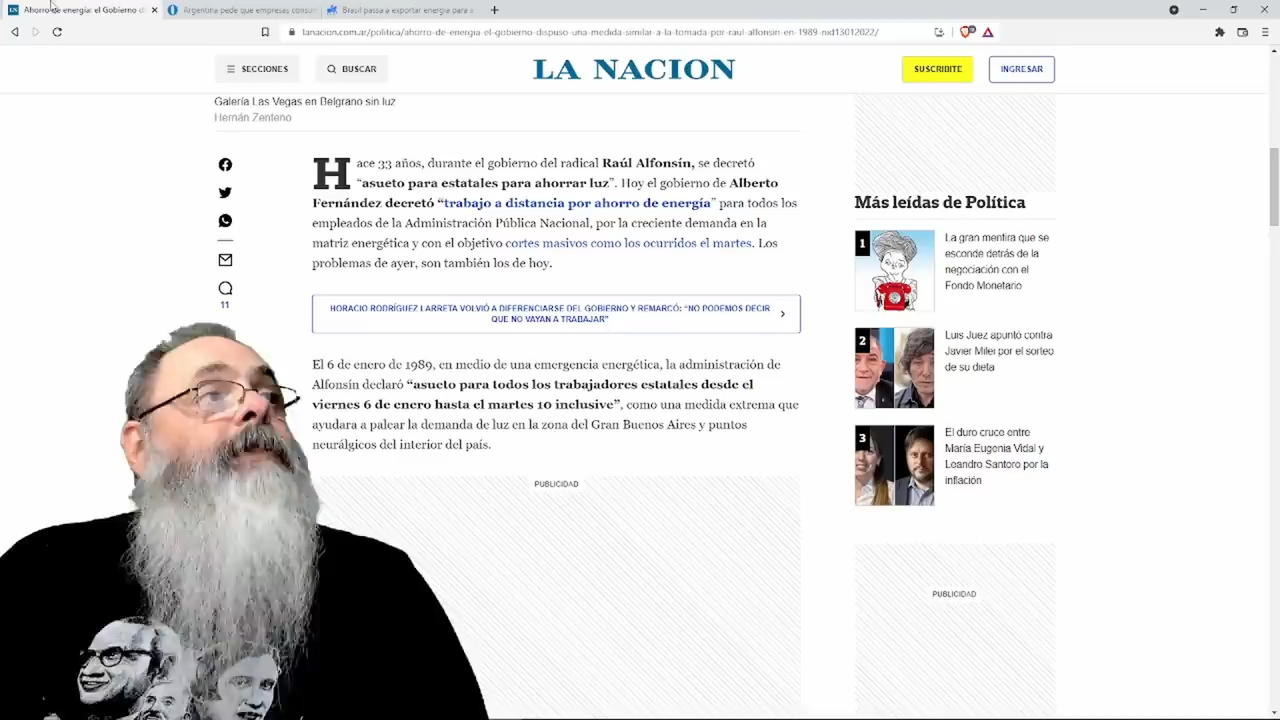 Ahorro de energía: el Gobierno d
Argentina pede que empresas consum
Brasil passa a exportar energia para a
lanacion.com.ar/politica/ahorro-de-energia-el-gobierno-dispuso-una-medida-similar-a-la-tomada-por-raul-alfonsin-en-1989-nid13012022/
SECCIONES
BUSCAR
LA NACION
SUSCRIBITE
INGRESAR
Galería Las Vegas en Belgrano sin luz
Hernán Zenteno
Hace 33 años, durante el gobierno del radical Raúl Alfonsín, se decretó
“asueto para estatales para ahorrar luz”. Hoy el gobierno de Alberto
Fernández decretó “trabajo a distancia por ahorro de energía” para todos los
empleados de la Administración Pública Nacional, por la creciente demanda en la
matriz energética y con el objetivo cortes masivos como los ocurridos el martes. Los
problemas de ayer, son también los de hoy.
11
HORACIO RODRÍGUEZ LARRETA VOLVIÓ A DIFERENCIARSE DEL GOBIERNO Y REMARCÓ: “NO PODEMOS DECIR
QUE NO VAYAN A TRABAJAR”
El 6 de enero de 1989, en medio de una emergencia energética, la administración de
Alfonsín declaró “asueto para todos los trabajadores estatales desde el
viernes 6 de enero hasta el martes 10 inclusive”, como una medida extrema que
ayudara a palear la demanda de luz en la zona del Gran Buenos Aires y puntos
neurálgicos del interior del país.
PUBLICIDAD
Más leídas de Política
1
La gran mentira que se
esconde detrás de la
negociación con el
Fondo Monetario
2
Luis Juez apuntó contra
Javier Milei por el sorteo
de su dieta
3
El duro cruce entre
María Eugenia Vidal y
Leandro Santoro por la
inflación
PUBLICIDAD